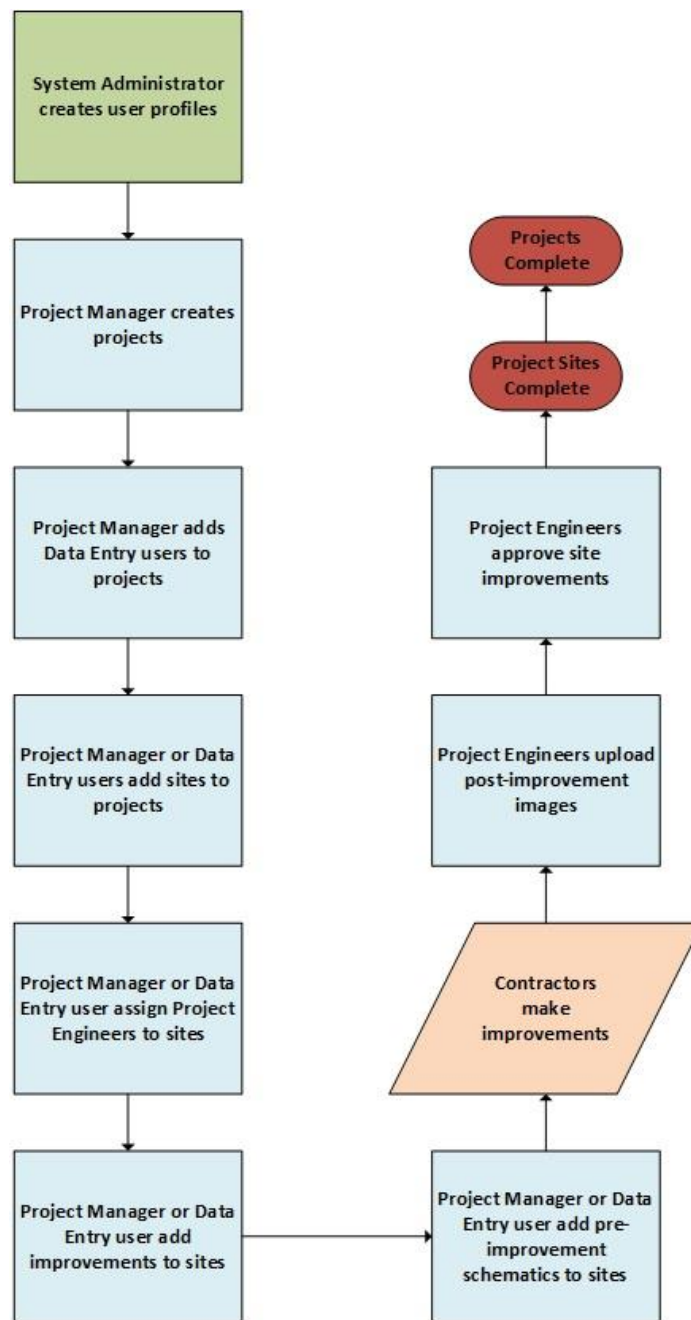 System Administrator
creates user profiles
Project Manager creates
projects
Project Manager adds
Data Entry users to
projects
Project Manager or Data
Entry users add sites to
projects
Project Manager or Data
Entry user assign Project
Engineers to sites
Project Manager or Data
Entry user add
improvements to sites
Project Manager or Data
Entry user add pre-
improvement
schematics to sites
Contractors
make
improvements
Project Engineers upload
post-improvement
images
Project Engineers
approve site
improvements
Project Sites
Complete
Projects
Complete